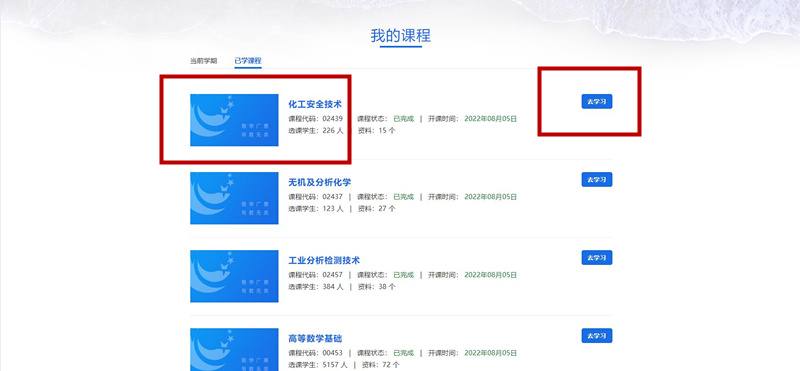 我的课程
当前学期 已学课程
化工安全技术
去学习
课程代码：02439 | 课程状态：已完成 | 开课时间：2022年08月05日
选课学生：226 人 | 资料：15 个
无机及分析化学
去学习
课程代码：02437 | 课程状态：已完成 | 开课时间：2022年08月05日
选课学生：123 人 | 资料：27 个
工业分析检测技术
去学习
课程代码：02457 | 课程状态：已完成 | 开课时间：2022年08月05日
选课学生：384 人 | 资料：38 个
高等数学基础
去学习
课程代码：00453 | 课程状态：已完成 | 开课时间：2022年08月05日
选课学生：5157 人 | 资料：72 个